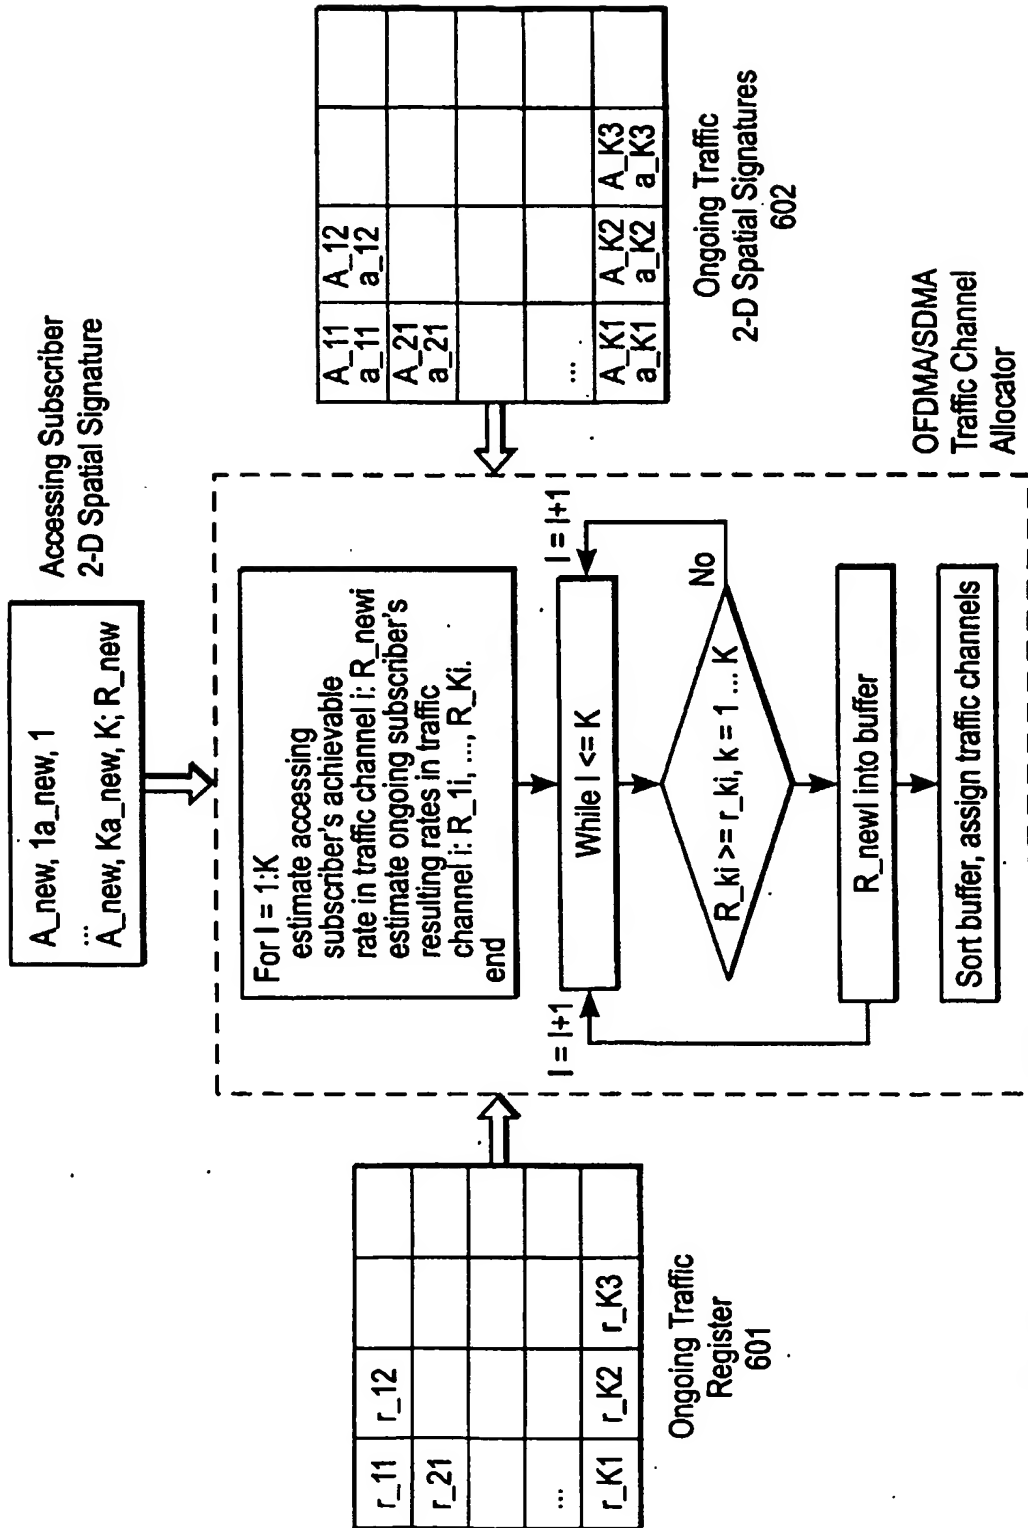 Accessing Subscriber
2-D Spatial Signature
A_new, 1a_new, 1
...
A_new, Ka_new, K; R_new
r_11 r_12
r_21
...
r_K1 r_K2 r_K3
Ongoing Traffic
Register
601
For I = 1:K
estimate accessing
subscriber's achievable
rate in traffic channel i: R_newi
estimate ongoing subscriber's
resulting rates in traffic
channel i: R_1i, ..., R_Ki.
end
I = I+1
While I <= K
I = I+1
R_ki >= r_ki, k = 1 ... K
No
R_newI into buffer
Sort buffer, assign traffic channels
OFDMA/SDMA
Traffic Channel
Allocator
A_11 A_12
a_11 a_12
A_21
a_21
...
A_K1 A_K2 A_K3
a_K1 a_K2 a_K3
Ongoing Traffic
2-D Spatial Signatures
602